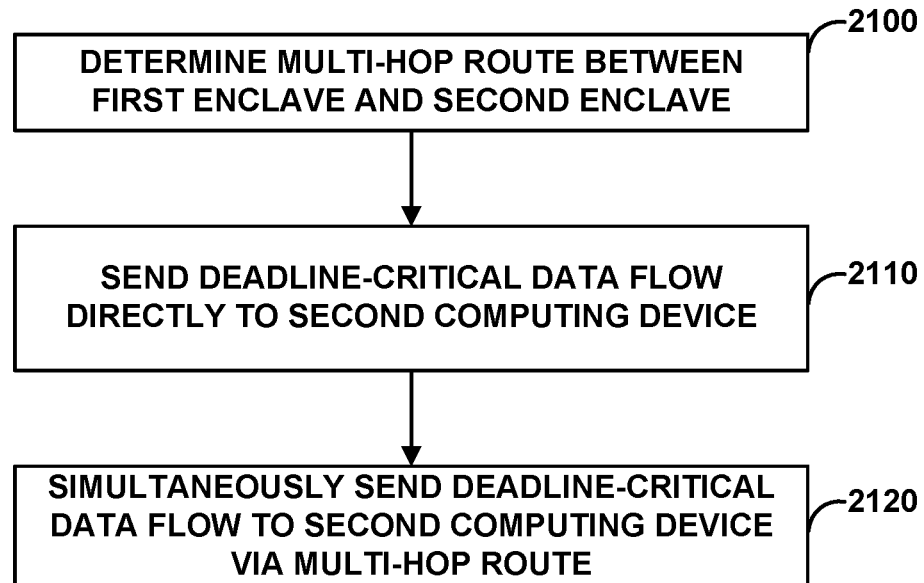 2100
DETERMINE MULTI-HOP ROUTE BETWEEN
FIRST ENCLAVE AND SECOND ENCLAVE
SEND DEADLINE-CRITICAL DATA FLOW
DIRECTLY TO SECOND COMPUTING DEVICE
2110
SIMULTANEOUSLY SEND DEADLINE-CRITICAL
DATA FLOW TO SECOND COMPUTING DEVICE
VIA MULTI-HOP ROUTE
2120